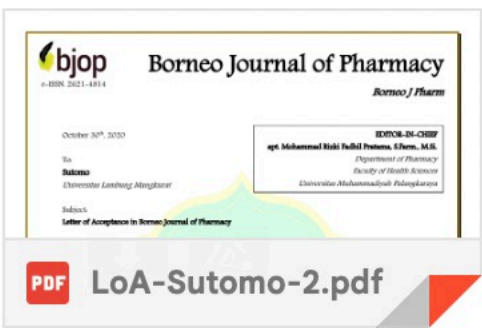 bjop
e-ISSN. 2621-4814
Borneo Journal of Pharmacy
Borneo J Pharm
October 30th, 2020
To
Sutomo
Universitas Lambung Mangkurat
Subject:
Letter of Acceptance in Borneo Journal of Pharmacy
EDITOR-IN-CHIEF
apt. Mohammad Rizki Fadhil Pratama, S.Farm., M.Si.
Department of Pharmacy
Faculty of Health Sciences
Universitas Muhammadiyah Palangkaraya
PDF
LoA-Sutomo-2.pdf